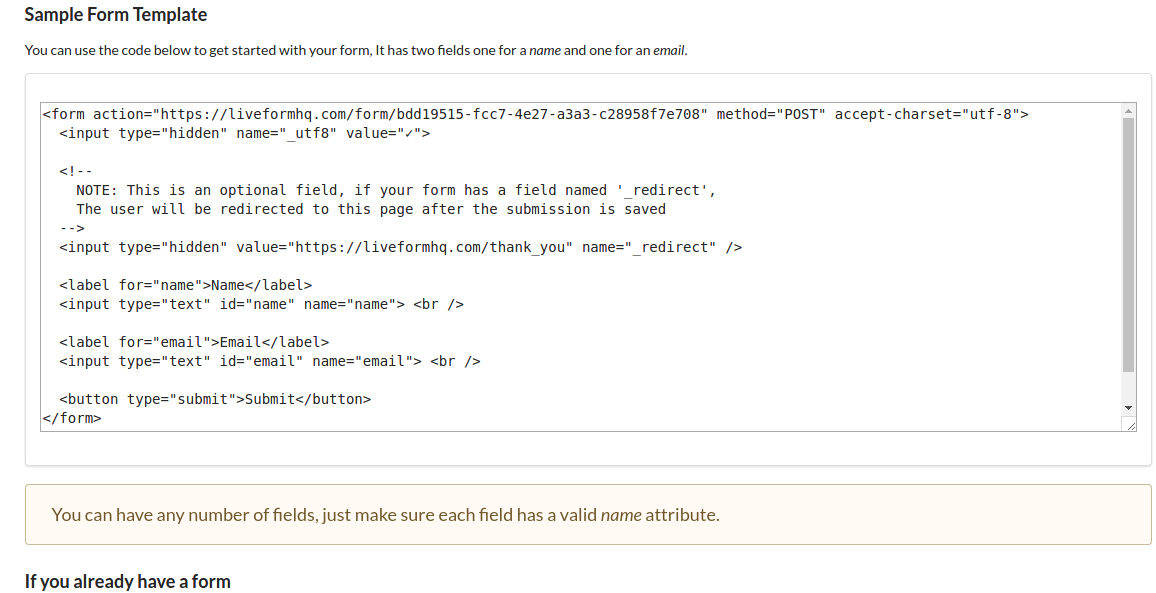 Sample Form Template
You can use the code below to get started with your form, It has two fields one for a name and one for an email.
<form action="https://liveformhq.com/form/bdd19515-fcc7-4e27-a3a3-c28958f7e708" method="POST" accept-charset="utf-8">
  <input type="hidden" name="_utf8" value="✓">
  <!--
    NOTE: This is an optional field, if your form has a field named '_redirect',
    The user will be redirected to this page after the submission is saved
  -->
  <input type="hidden" value="https://liveformhq.com/thank_you" name="_redirect" />
  <label for="name">Name</label>
  <input type="text" id="name" name="name"> <br />
  <label for="email">Email</label>
  <input type="text" id="email" name="email"> <br />
  <button type="submit">Submit</button>
</form>
You can have any number of fields, just make sure each field has a valid name attribute.
If you already have a form